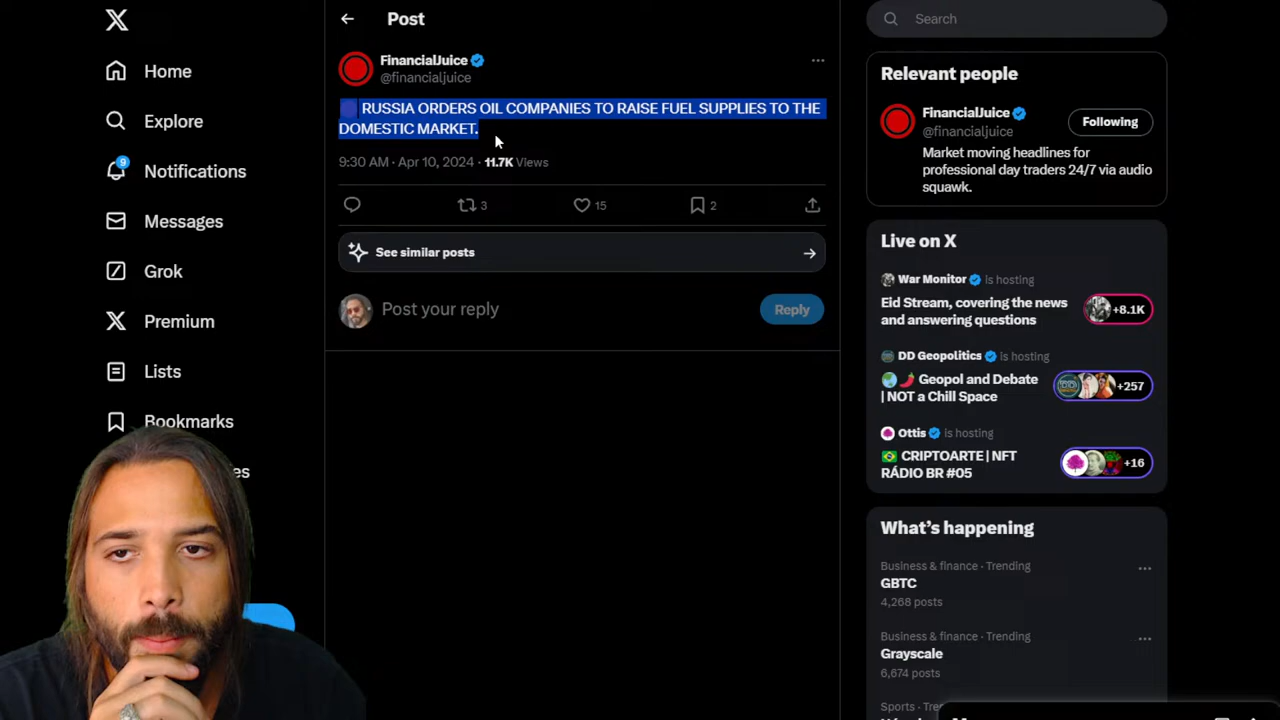 Home
Explore
9
Notifications
Messages
Grok
Premium
Lists
Bookmarks
Post
FinancialJuice
@financialjuice
RUSSIA ORDERS OIL COMPANIES TO RAISE FUEL SUPPLIES TO THE
DOMESTIC MARKET.
9:30 AM · Apr 10, 2024 · 11.7K Views
3 15 2
See similar posts
Post your reply
Reply
Search
Relevant people
FinancialJuice
@financialjuice
Following
Market moving headlines for
professional day traders 24/7 via audio
squawk.
Live on X
War Monitor is hosting
Eid Stream, covering the news
and answering questions
+8.1K
DD Geopolitics is hosting
Geopol and Debate
| NOT a Chill Space
+257
Ottis is hosting
CRIPTOARTE | NFT
RÁDIO BR #05
+16
What's happening
Business & finance · Trending
GBTC
4,268 posts
Business & finance · Trending
Grayscale
6,674 posts